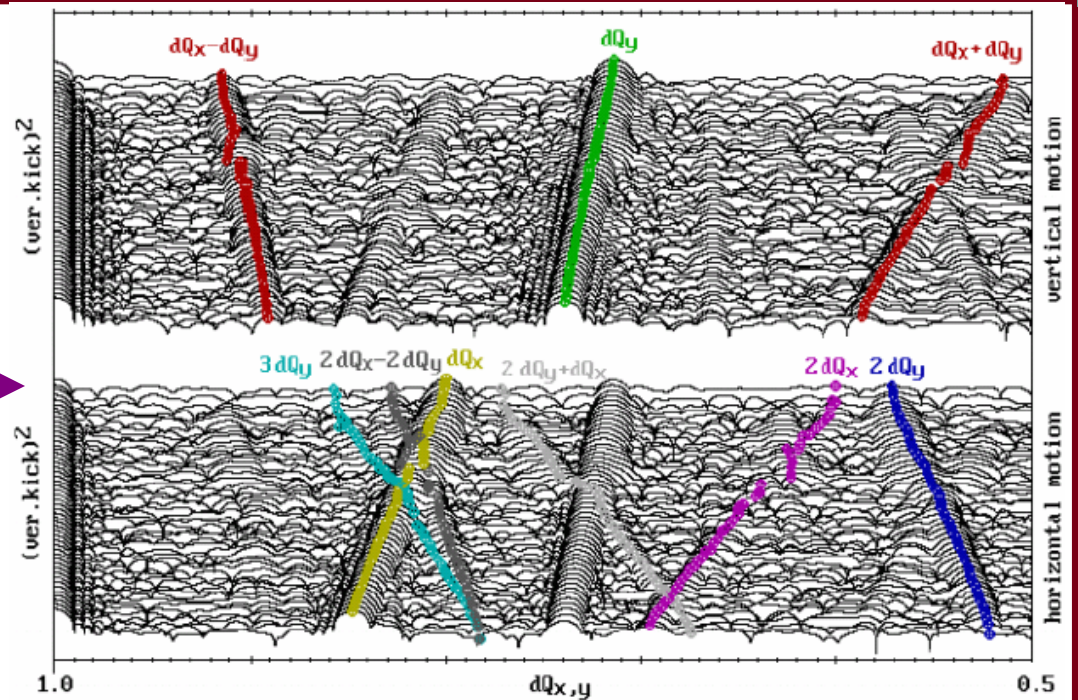 dQx-dQy dQy dQx+dQy
(ver.kick)2
vertical motion
3dQy 2dQx-2dQy dQx 2dQy+dQx 2dQx 2dQy
(ver.kick)2
horizontal motion
1.0 dQx,y 0.5